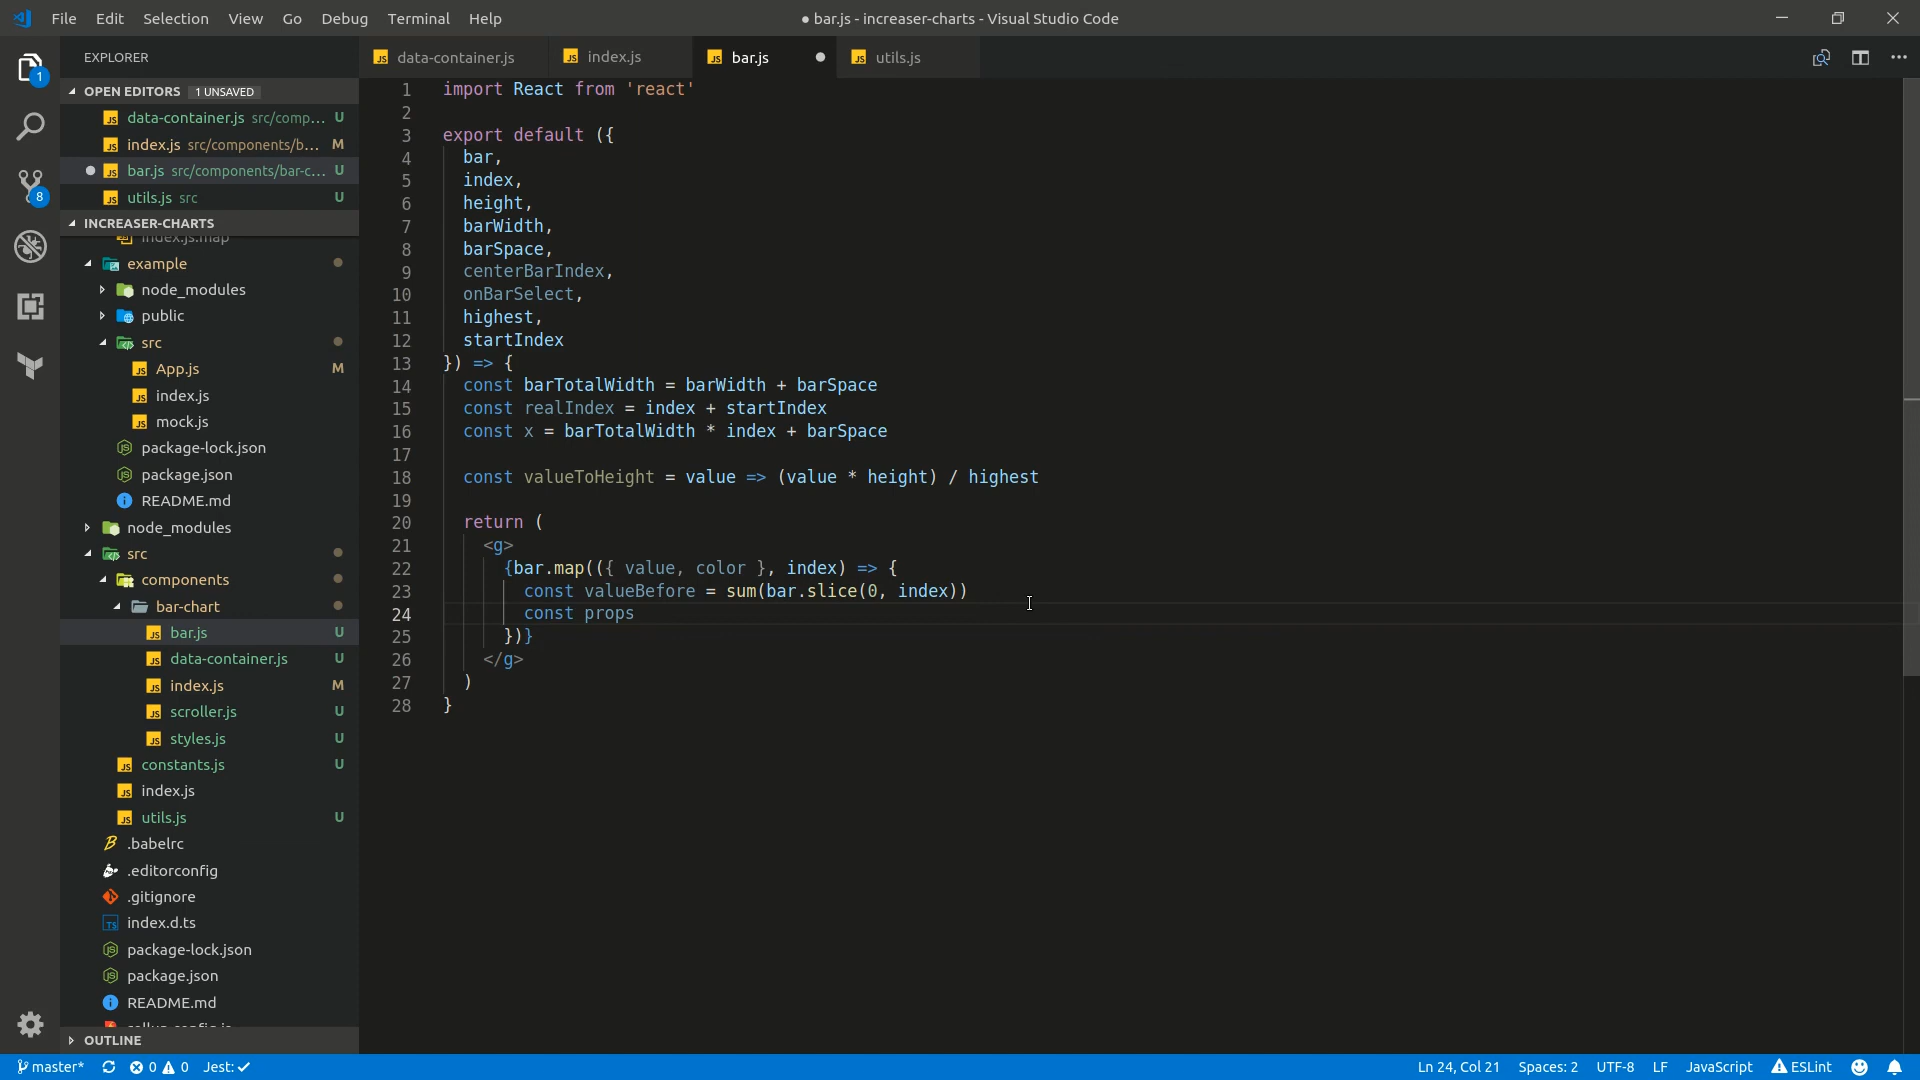 File Edit Selection View Go Debug Terminal Help
● bar.js - increaser-charts - Visual Studio Code
1
8
EXPLORER
OPEN EDITORS 1 UNSAVED
data-container.js src/comp... U
index.js src/components/b... M
bar.js src/components/bar-c... U
utils.js src U
INCREASER-CHARTS
index.js.map
example
node_modules
public
src
App.js M
index.js
mock.js
package-lock.json
package.json
README.md
node_modules
src
components
bar-chart
bar.js U
data-container.js U
index.js M
scroller.js U
styles.js U
constants.js U
index.js
utils.js U
.babelrc
.editorconfig
.gitignore
index.d.ts
package-lock.json
package.json
README.md
OUTLINE
data-container.js index.js bar.js utils.js
1 import React from 'react'
2
3 export default ({
4 bar,
5 index,
6 height,
7 barWidth,
8 barSpace,
9 centerBarIndex,
10 onBarSelect,
11 highest,
12 startIndex
13 }) => {
14 const barTotalWidth = barWidth + barSpace
15 const realIndex = index + startIndex
16 const x = barTotalWidth * index + barSpace
17
18 const valueToHeight = value => (value * height) / highest
19
20 return (
21 <g>
22 {bar.map(({ value, color }, index) => {
23 const valueBefore = sum(bar.slice(0, index))
24 const props
25 })}
26 </g>
27 )
28 }
master* 0 0 Jest: ✓
Ln 24, Col 21 Spaces: 2 UTF-8 LF JavaScript ESLint